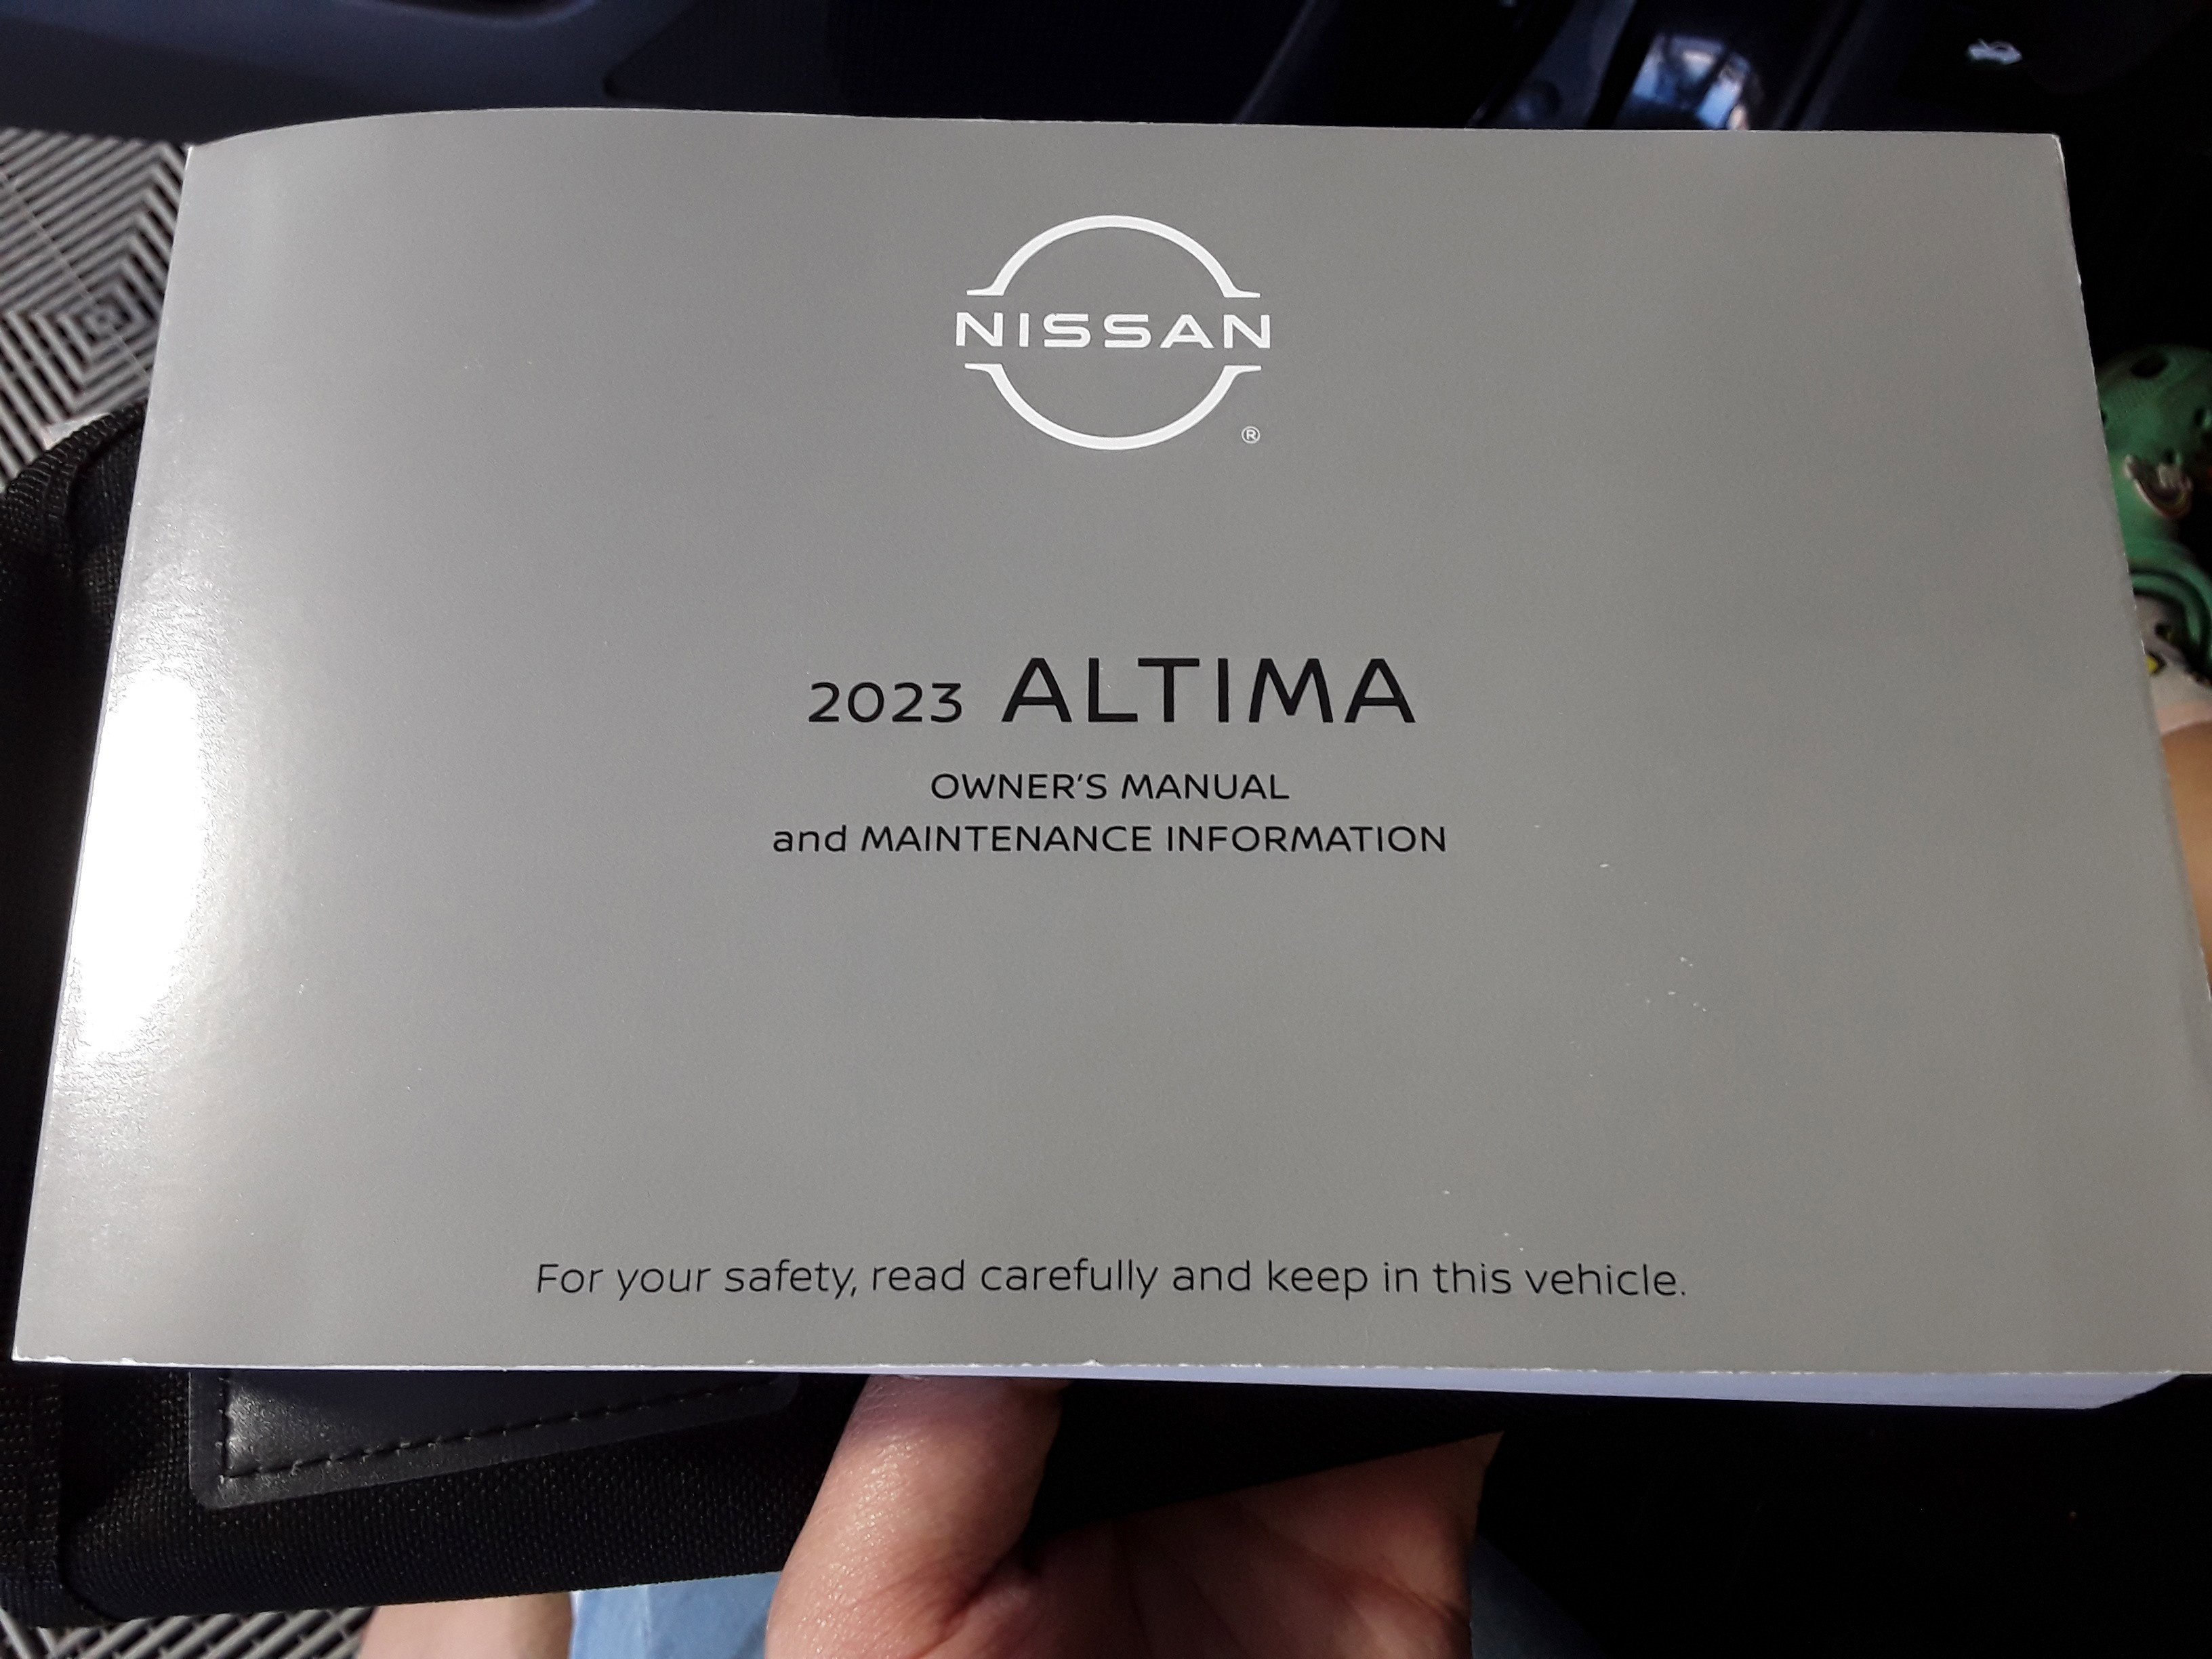 NISSAN
®
2023 ALTIMA
OWNER'S MANUAL
and MAINTENANCE INFORMATION
For your safety, read carefully and keep in this vehicle.